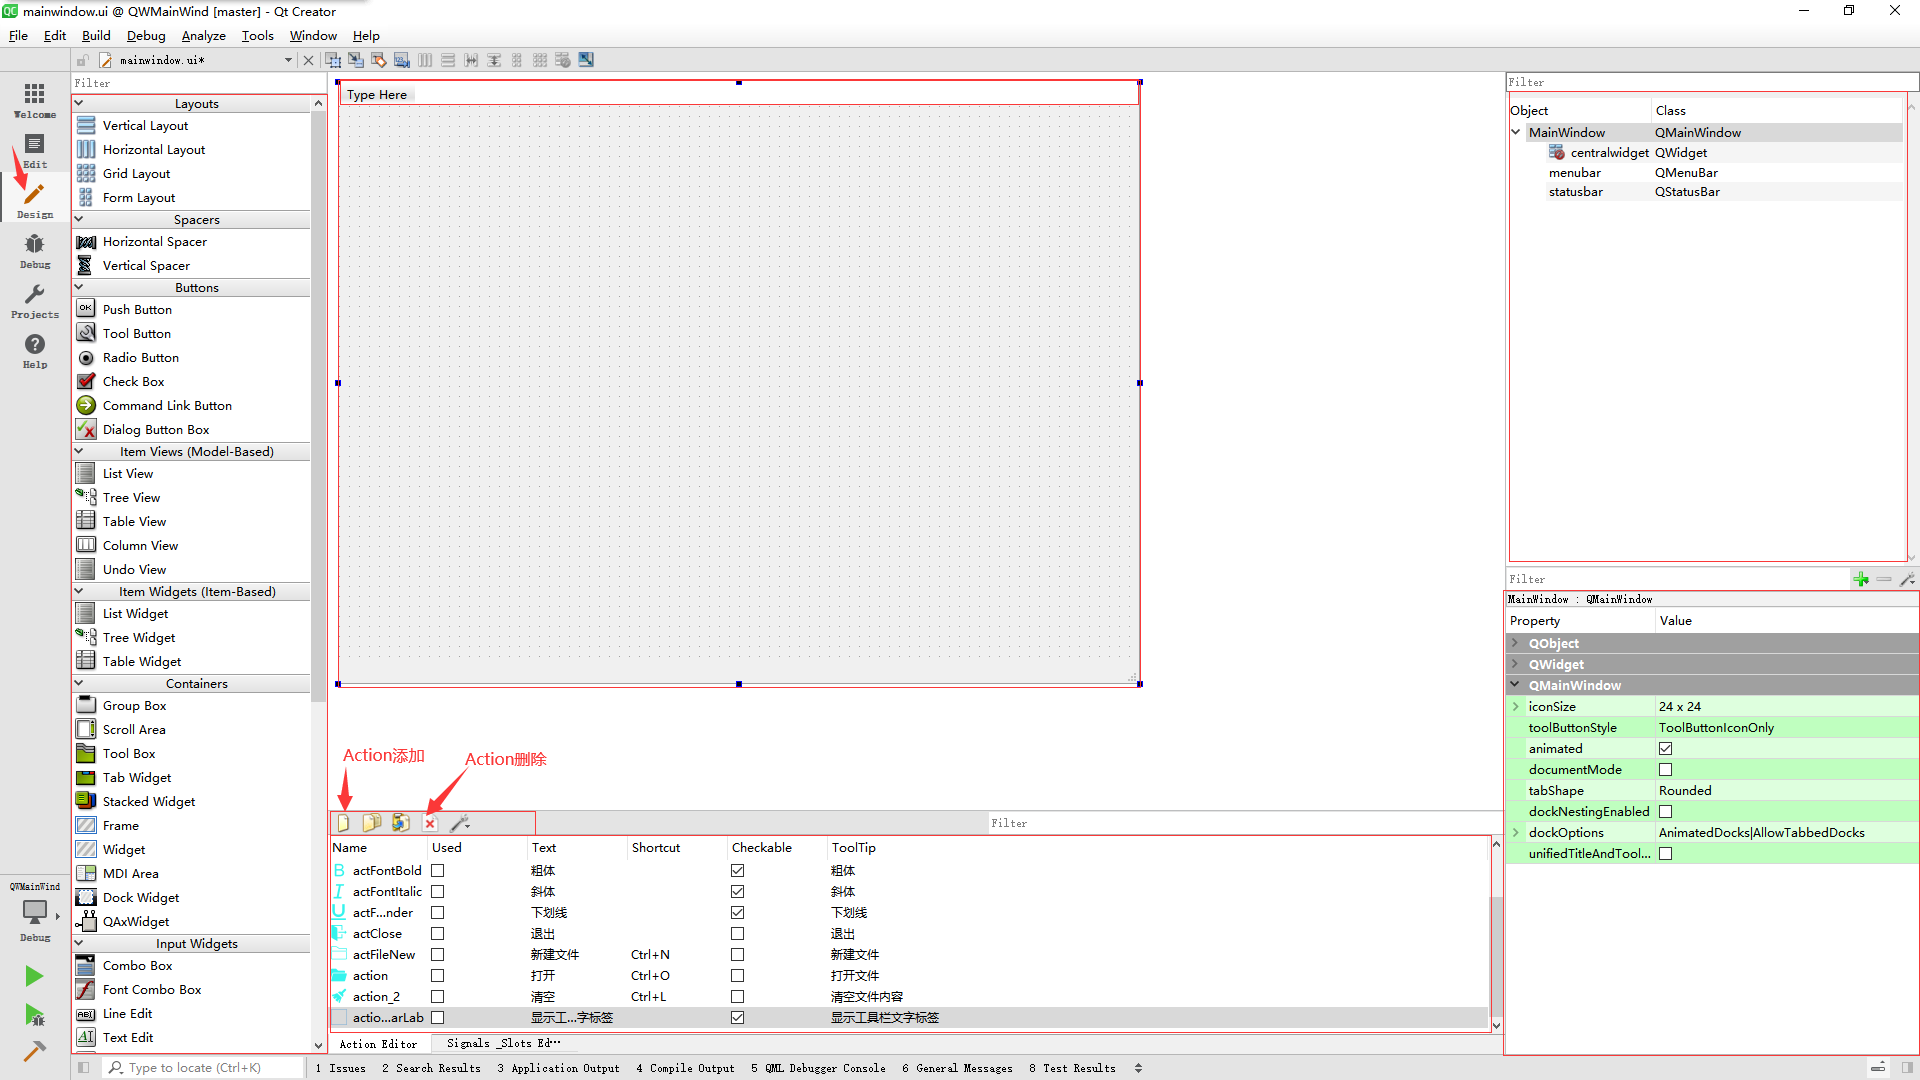 mainwindow.ui @ QWMainWind [master] - Qt Creator
File Edit Build Debug Analyze Tools Window Help
mainwindow.ui*
Welcome
Edit
Design
Debug
Projects
Help
QWMainWind
Debug
Filter
Layouts
Vertical Layout
Horizontal Layout
Grid Layout
Form Layout
Spacers
Horizontal Spacer
Vertical Spacer
Buttons
Push Button
Tool Button
Radio Button
Check Box
Command Link Button
Dialog Button Box
Item Views (Model-Based)
List View
Tree View
Table View
Column View
Undo View
Item Widgets (Item-Based)
List Widget
Tree Widget
Table Widget
Containers
Group Box
Scroll Area
Tool Box
Tab Widget
Stacked Widget
Frame
Widget
MDI Area
Dock Widget
QAxWidget
Input Widgets
Combo Box
Font Combo Box
Line Edit
Text Edit
Type Here
Action添加
Action删除
Filter
Name Used Text Shortcut Checkable ToolTip
actFontBold 粗体 粗体
actFontItalic 斜体 斜体
actF...nder 下划线 下划线
actClose 退出 退出
actFileNew 新建文件 Ctrl+N 新建文件
action 打开 Ctrl+O 打开文件
action_2 清空 Ctrl+L 清空文件内容
actio...arLab 显示工...字标签 显示工具栏文字标签
Action Editor Signals _Slots Ed…
Filter
Object Class
MainWindow QMainWindow
centralwidget QWidget
menubar QMenuBar
statusbar QStatusBar
Filter
MainWindow : QMainWindow
Property Value
QObject
QWidget
QMainWindow
iconSize 24 x 24
toolButtonStyle ToolButtonIconOnly
animated
documentMode
tabShape Rounded
dockNestingEnabled
dockOptions AnimatedDocks|AllowTabbedDocks
unifiedTitleAndTool...
Type to locate (Ctrl+K) 1 Issues 2 Search Results 3 Application Output 4 Compile Output 5 QML Debugger Console 6 General Messages 8 Test Results